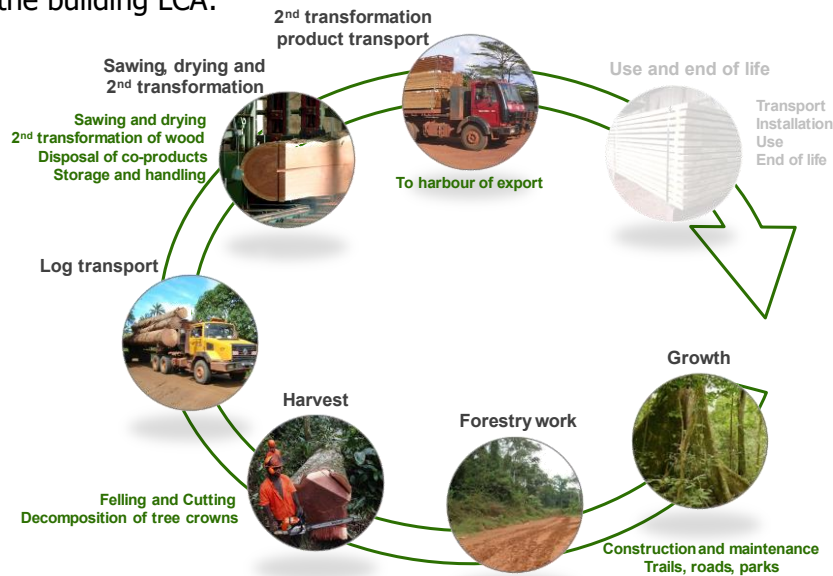 the building LCA.
2nd transformation
product transport
Sawing, drying and
2nd transformation
Use and end of life
Sawing and drying
2nd transformation of wood
Disposal of co-products
Storage and handling
Transport
Installation
Use
End of life
To harbour of export
Log transport
Growth
Harvest
Forestry work
Felling and Cutting
Decomposition of tree crowns
Construction and maintenance
Trails, roads, parks